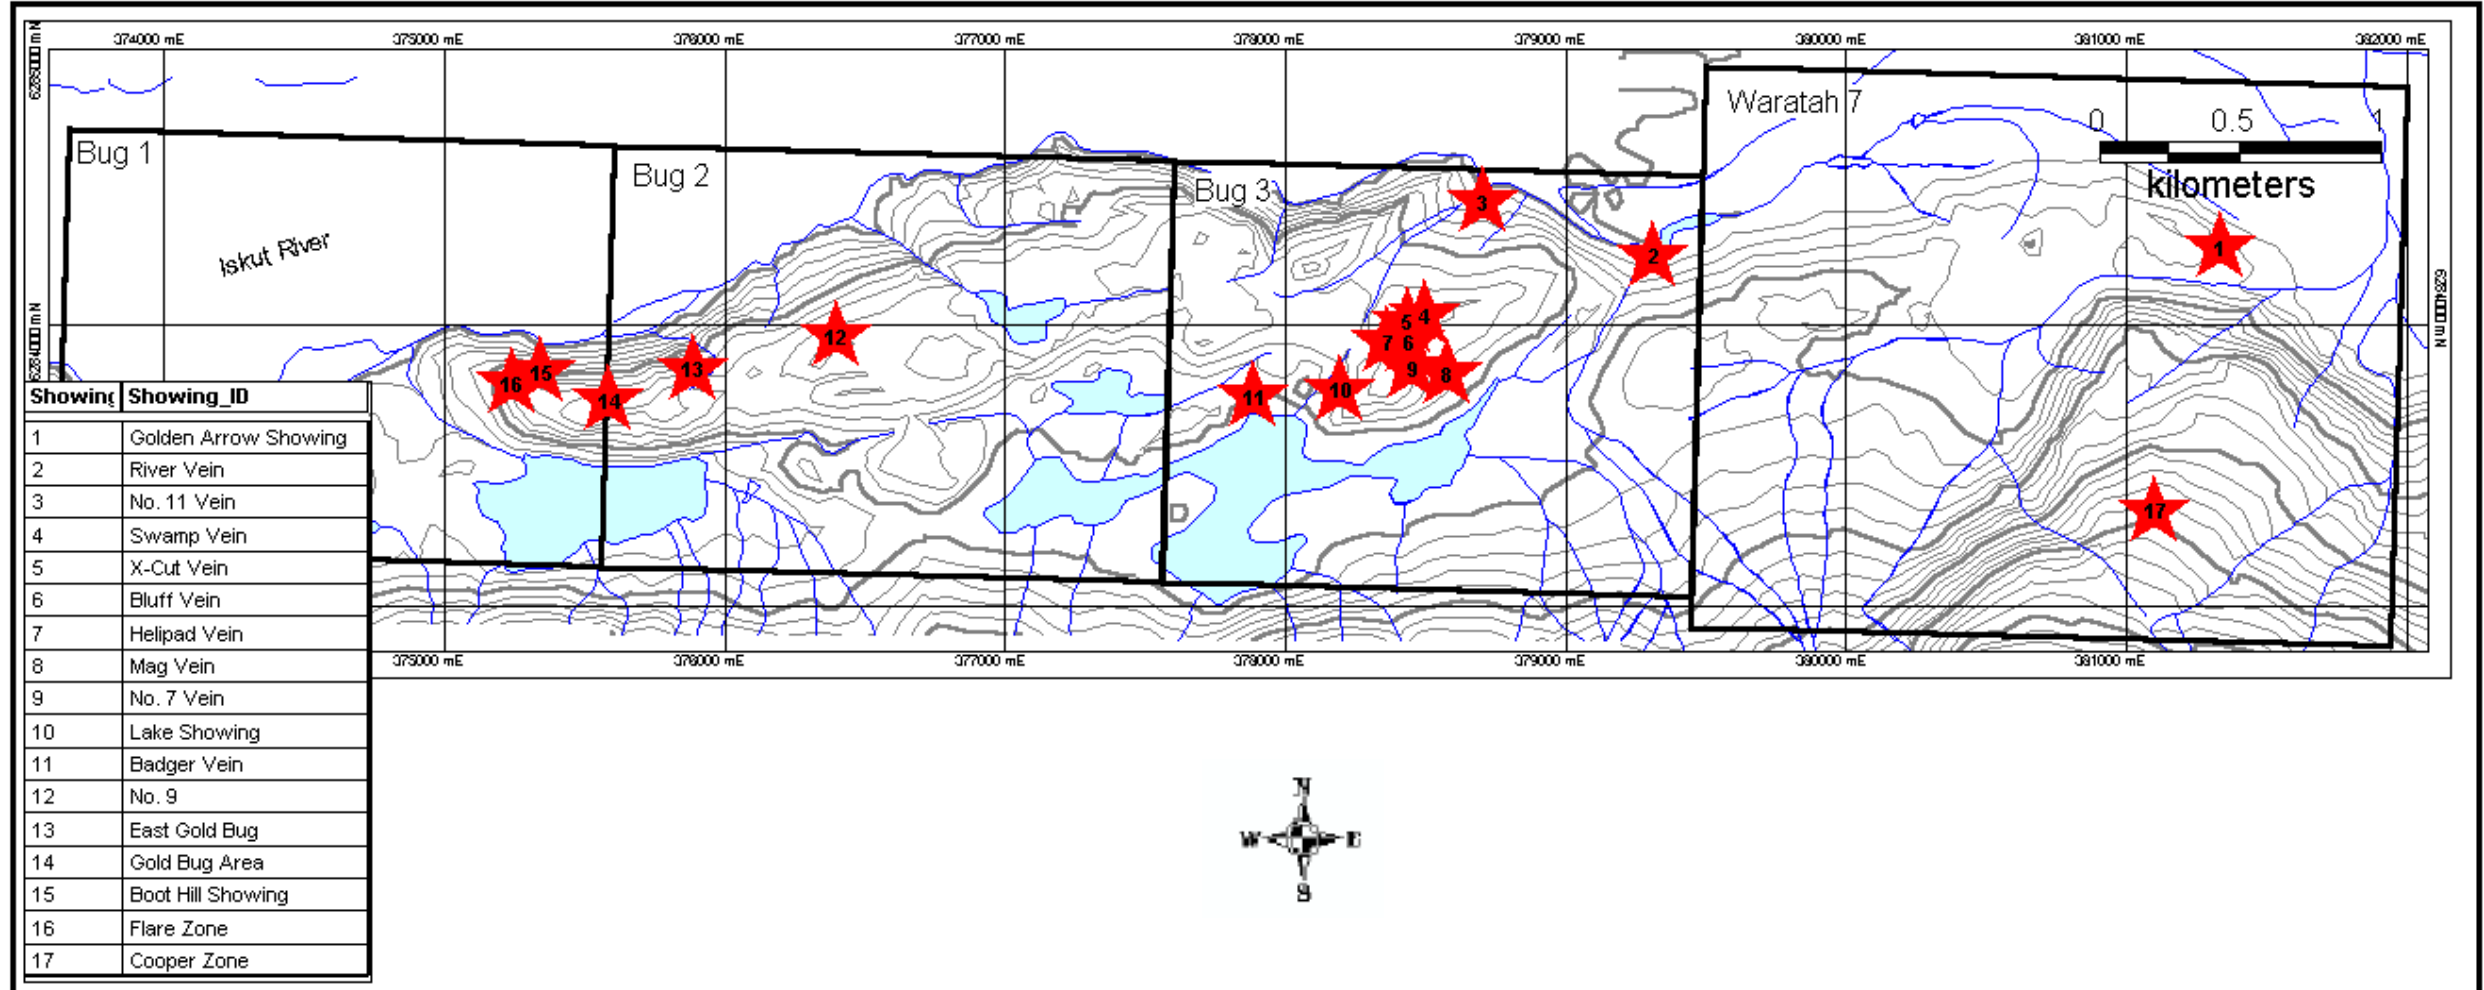 374000 mE 375000 mE 376000 mE 377000 mE 378000 mE 379000 mE 380000 mE 381000 mE 382000 mE
6285000 mN
Waratah 7
0 0.5 1
kilometers
Bug 1
Bug 2
Bug 3
Iskut River
3
1
2
6284000 mN
6284000 mN
5 4
12
7 6
13
9 8
16 15
10
11
14
17
Showing Showing_ID
1 Golden Arrow Showing
2 River Vein
3 No. 11 Vein
4 Swamp Vein
5 X-Cut Vein
6 Bluff Vein
7 Helipad Vein
8 Mag Vein
9 No. 7 Vein
10 Lake Showing
11 Badger Vein
12 No. 9
13 East Gold Bug
14 Gold Bug Area
15 Boot Hill Showing
16 Flare Zone
17 Cooper Zone
375000 mE 376000 mE 377000 mE 378000 mE 379000 mE 380000 mE 381000 mE
N
W E
S